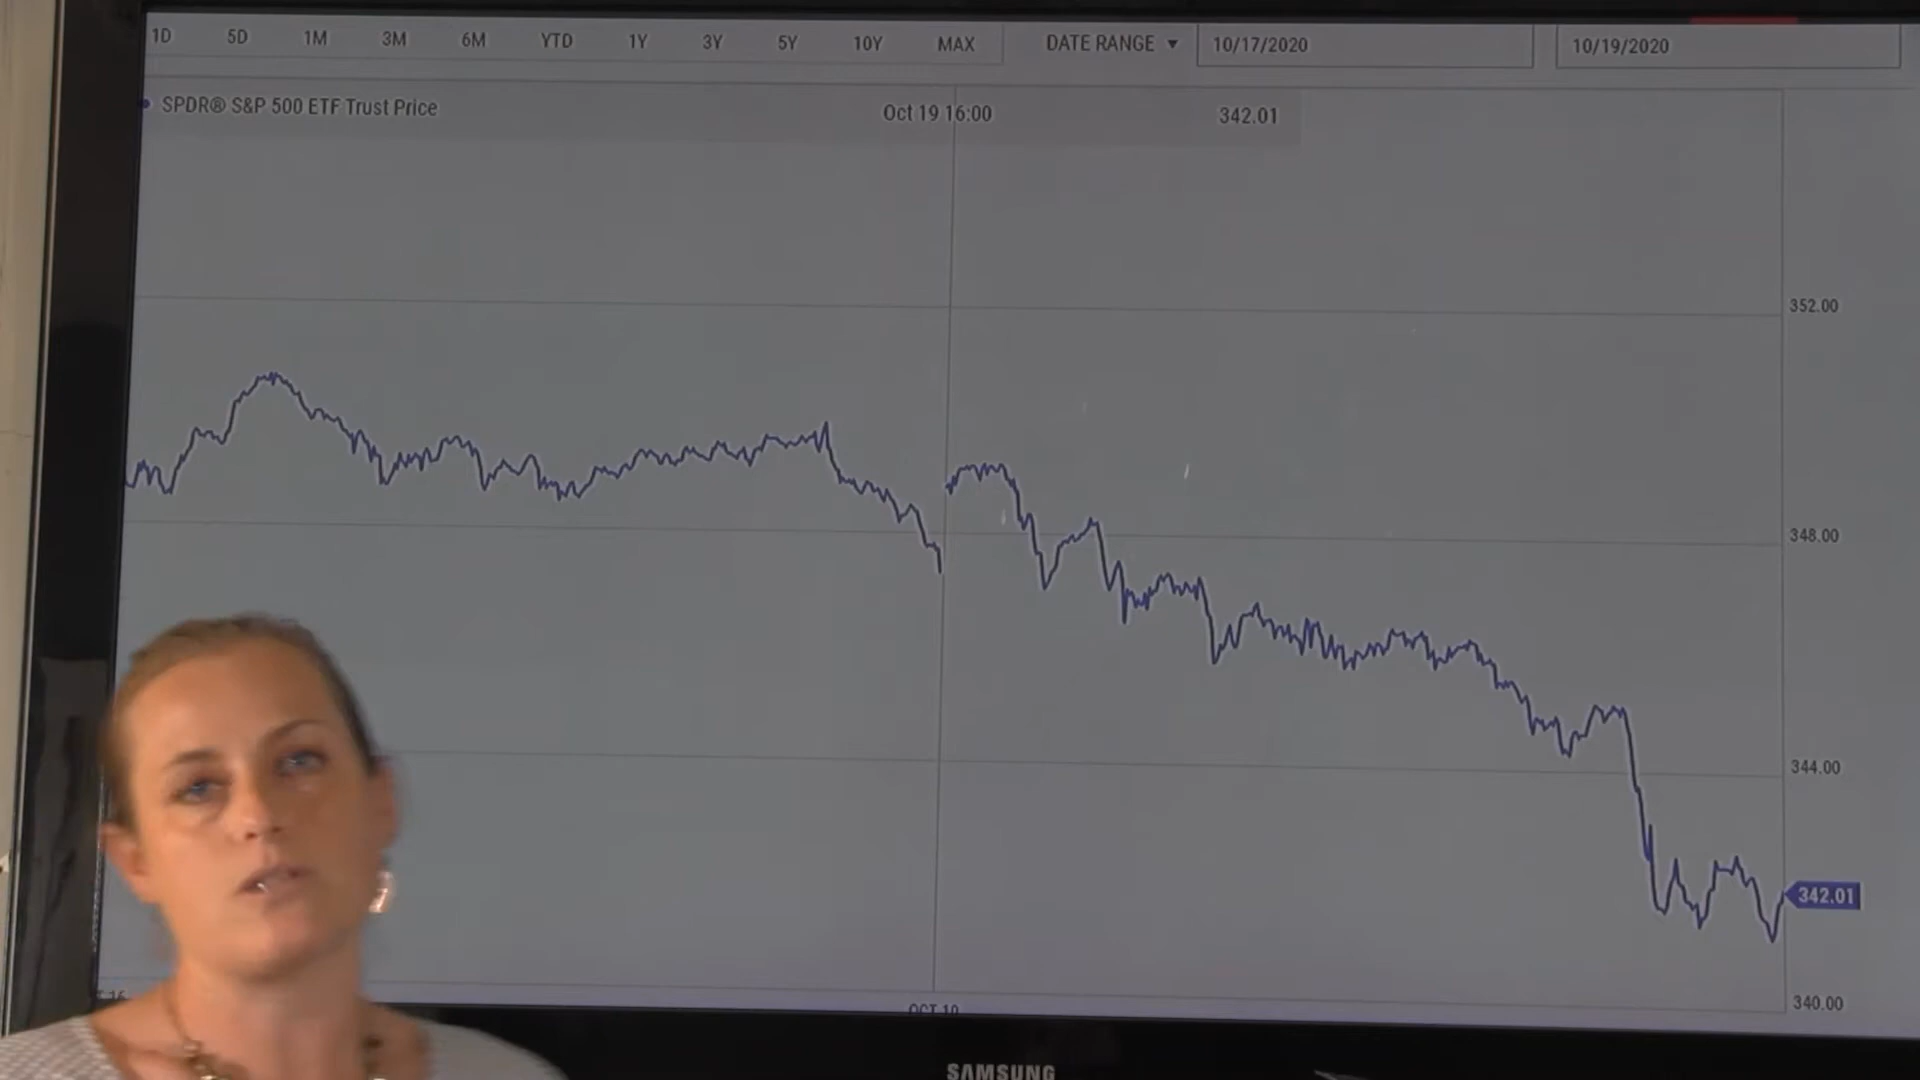 1D 5D 1M 3M 6M YTD 1Y 3Y 5Y 10Y MAX DATE RANGE ▼ 10/17/2020 10/19/2020
SPDR® S&P 500 ETF Trust Price Oct 19 16:00 342.01
352.00
348.00
344.00
342.01
340.00
SAMSUNG